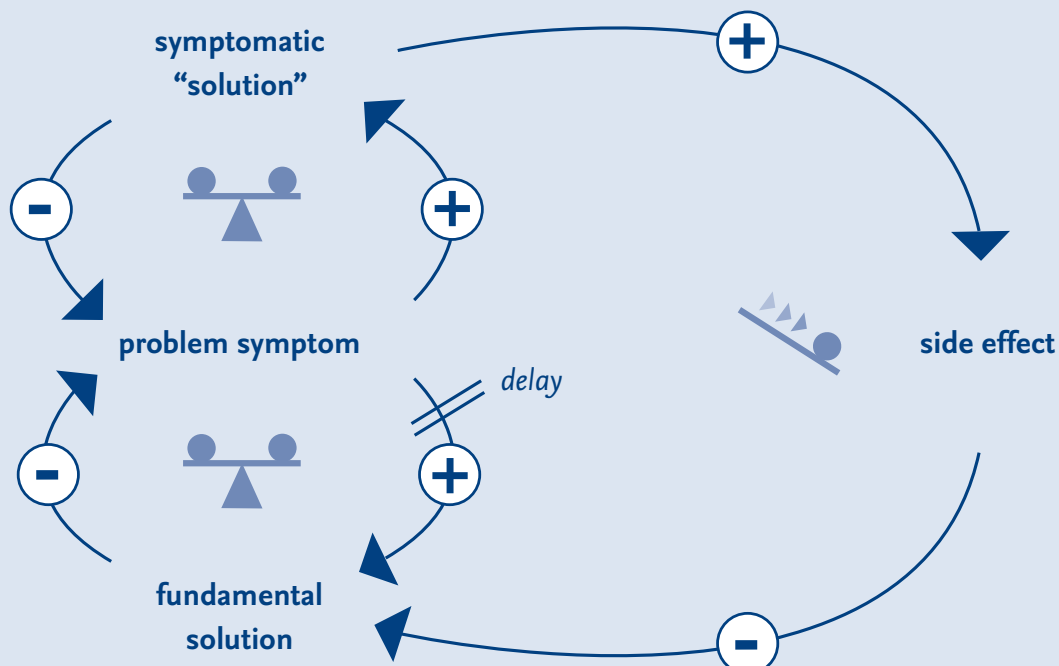 symptomatic
“solution”
+
-
+
problem symptom
side effect
delay
-
+
fundamental
solution
-